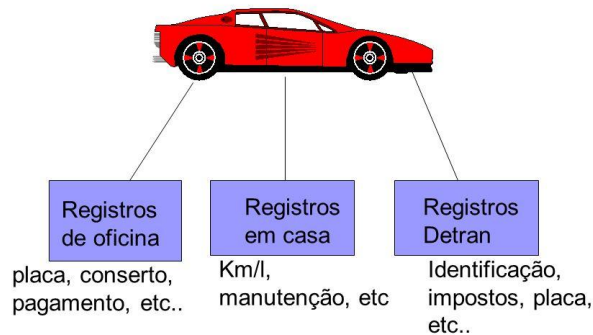 Registros
de oficina
placa, conserto,
pagamento, etc..
Registros
em casa
Km/l,
manutenção, etc
Registros
Detran
Identificação,
impostos, placa,
etc..